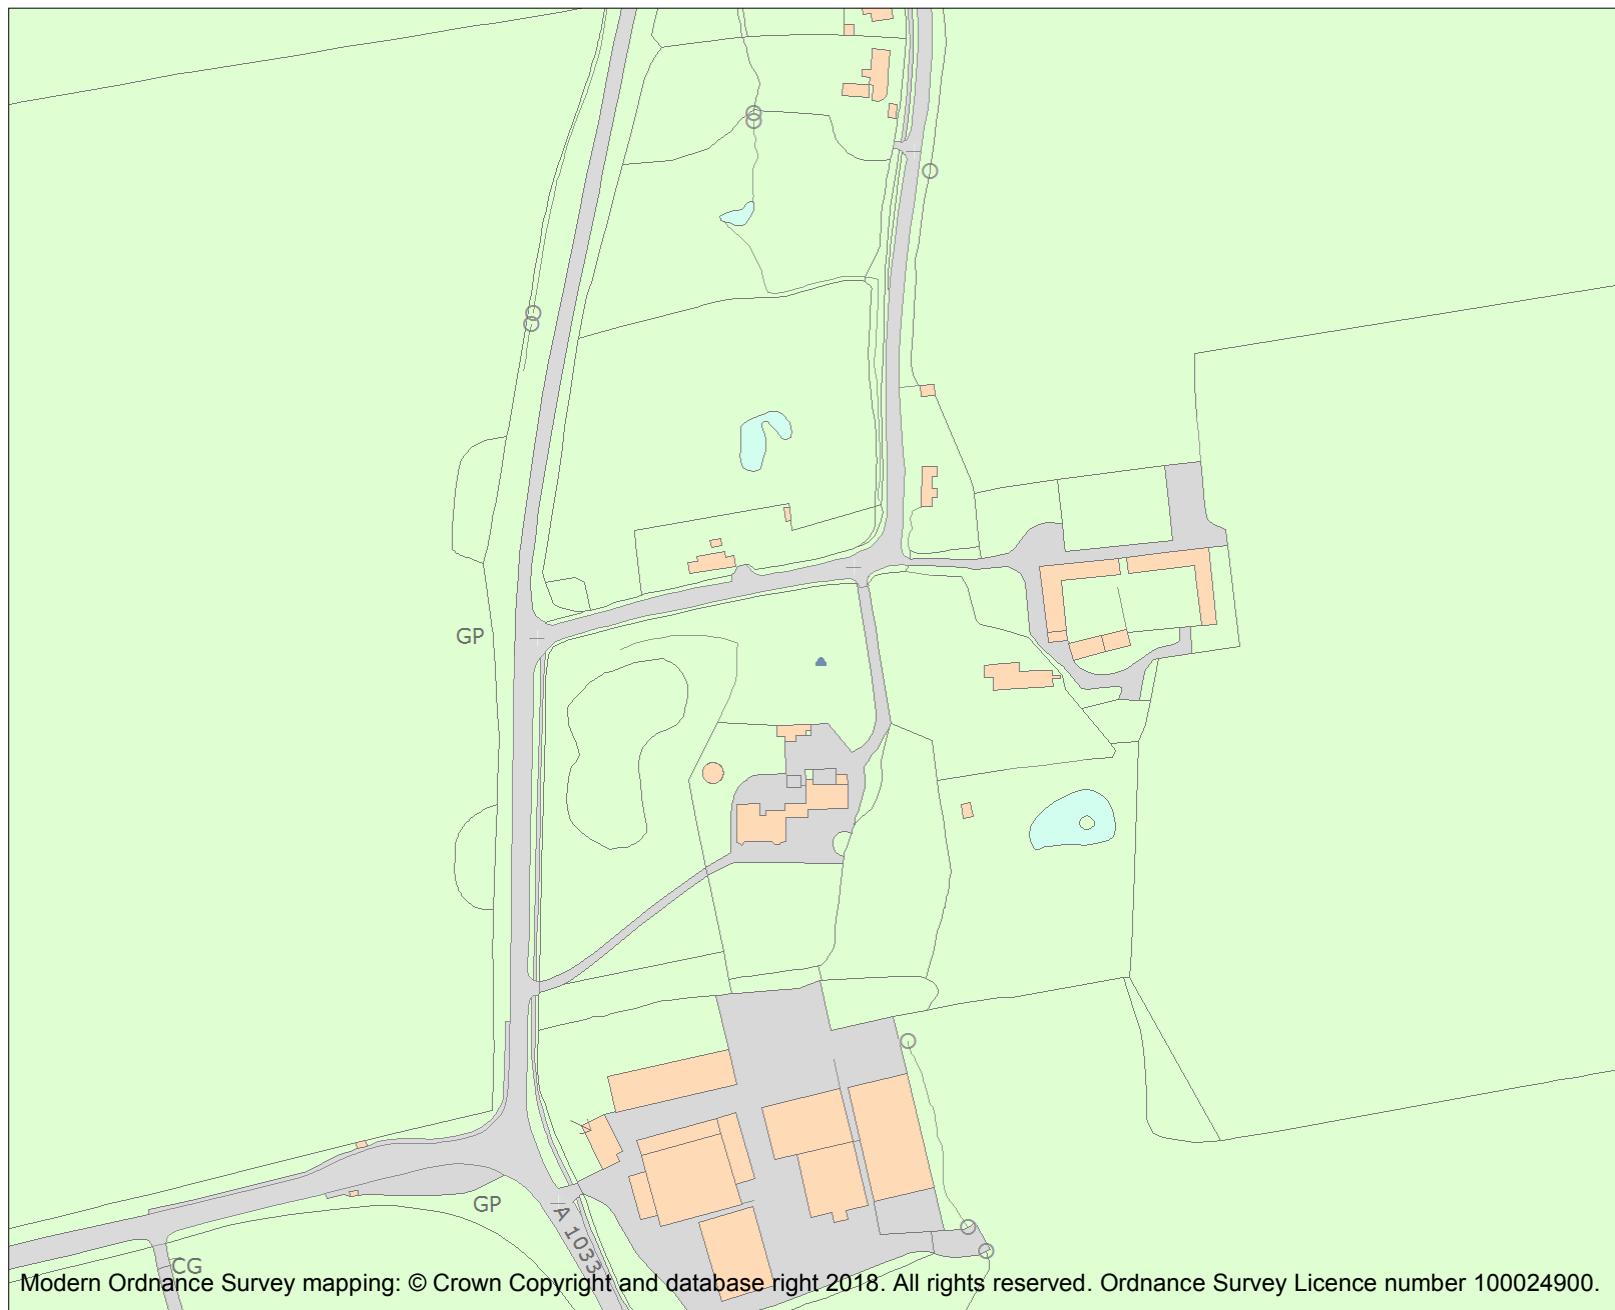 GP
GP
A 1033
CG
Modern Ordnance Survey mapping: © Crown Copyright and database right 2018. All rights reserved. Ordnance Survey Licence number 100024900.